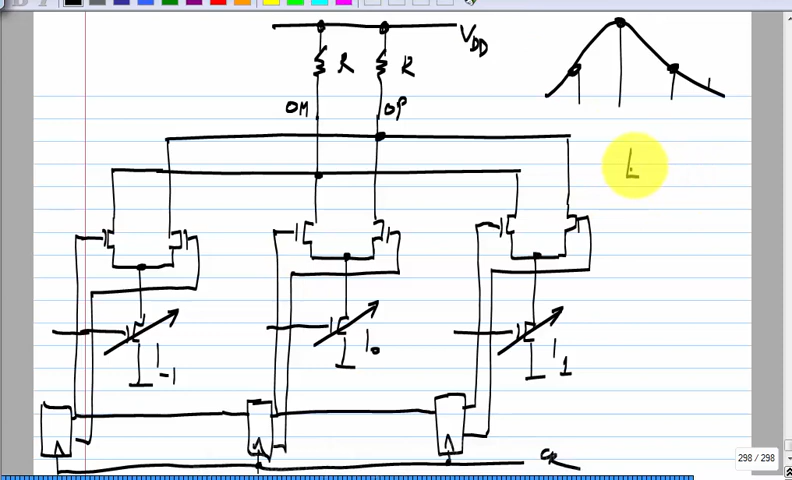 VDD
R R
OM OP
L
I-1 I0 I1
CK
298 / 298